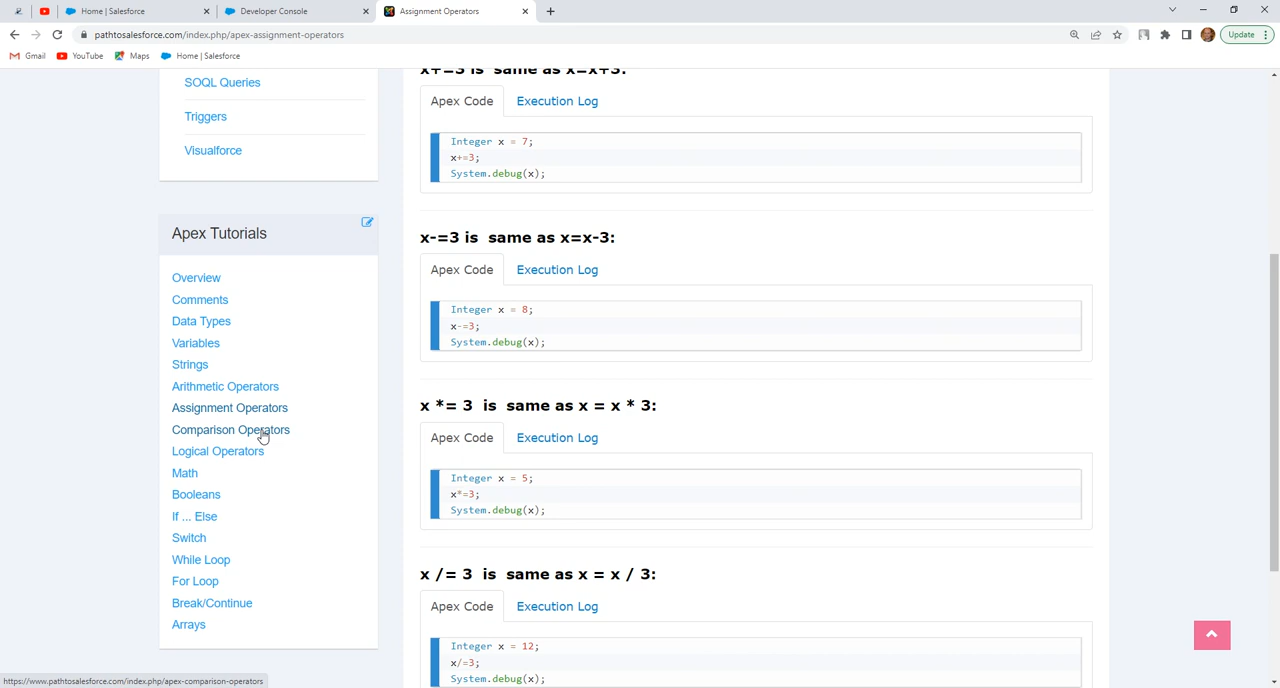 Home | Salesforce
Developer Console
Assignment Operators
pathtosalesforce.com/index.php/apex-assignment-operators
Update
Gmail
YouTube
Maps
Home | Salesforce
SOQL Queries
Triggers
Visualforce
Apex Tutorials
Overview
Comments
Data Types
Variables
Strings
Arithmetic Operators
Assignment Operators
Comparison Operators
Logical Operators
Math
Booleans
If ... Else
Switch
While Loop
For Loop
Break/Continue
Arrays
x+=3 is same as x=x+3:
Apex Code
Execution Log
Integer x = 7;
x+=3;
System.debug(x);
x-=3 is same as x=x-3:
Apex Code
Execution Log
Integer x = 8;
x-=3;
System.debug(x);
x *= 3 is same as x = x * 3:
Apex Code
Execution Log
Integer x = 5;
x*=3;
System.debug(x);
x /= 3 is same as x = x / 3:
Apex Code
Execution Log
Integer x = 12;
x/=3;
System.debug(x);
https://www.pathtosalesforce.com/index.php/apex-comparison-operators